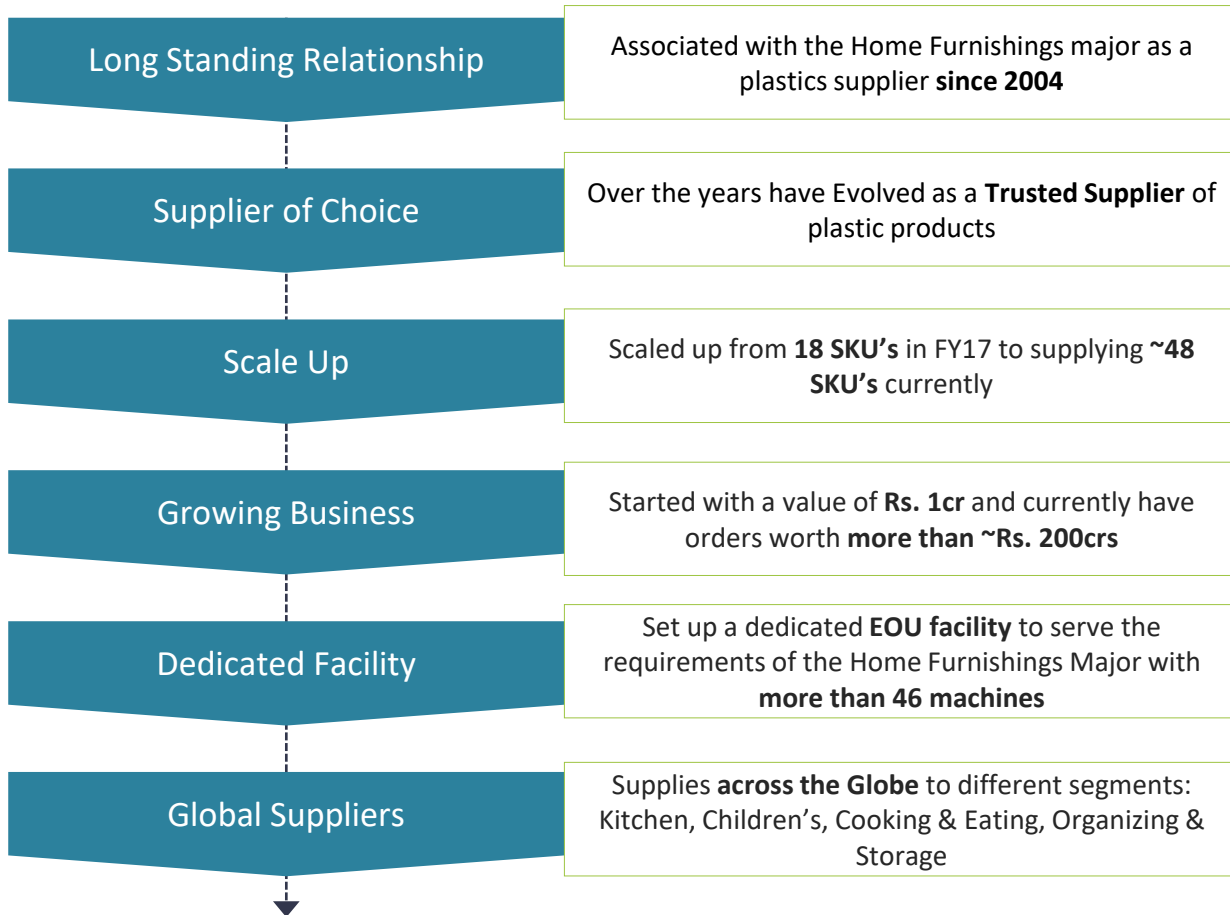 Long Standing Relationship
Associated with the Home Furnishings major as a
plastics supplier since 2004
Supplier of Choice
Over the years have Evolved as a Trusted Supplier of
plastic products
Scale Up
Scaled up from 18 SKU’s in FY17 to supplying ~48
SKU’s currently
Growing Business
Started with a value of Rs. 1cr and currently have
orders worth more than ~Rs. 200crs
Dedicated Facility
Set up a dedicated EOU facility to serve the
requirements of the Home Furnishings Major with
more than 46 machines
Global Suppliers
Supplies across the Globe to different segments:
Kitchen, Children’s, Cooking & Eating, Organizing &
Storage